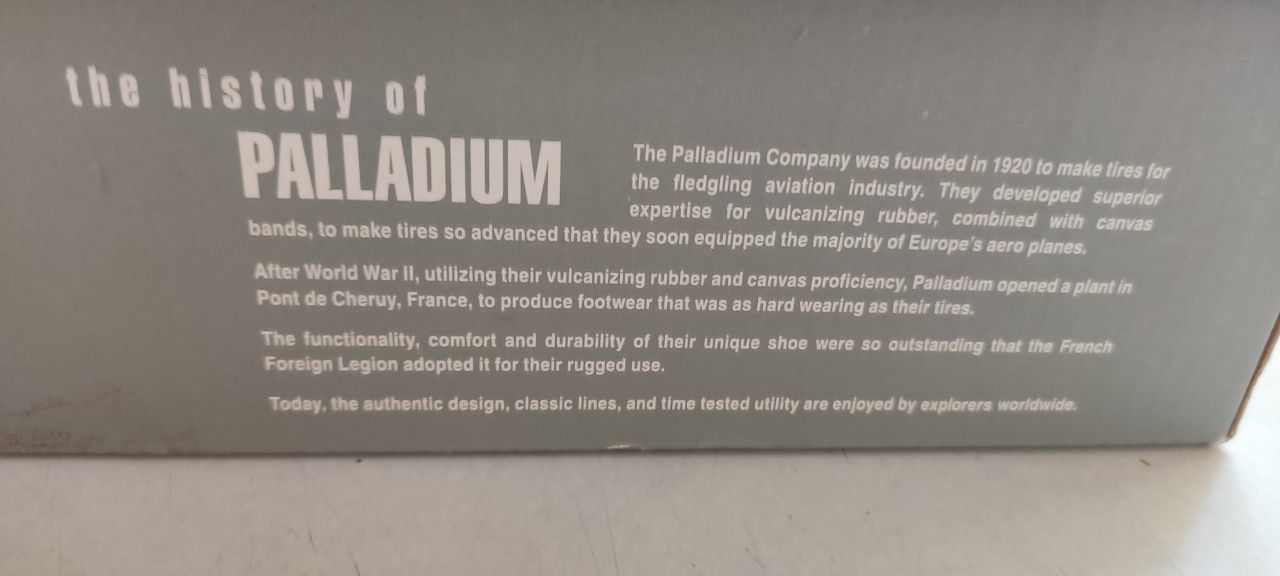 the history of
PALLADIUM
The Palladium Company was founded in 1920 to make tires for
the fledgling aviation industry. They developed superior
expertise for vulcanizing rubber, combined with canvas
bands, to make tires so advanced that they soon equipped the majority of Europe's aero planes.
After World War II, utilizing their vulcanizing rubber and canvas proficiency, Palladium opened a plant in
Pont de Cheruy, France, to produce footwear that was as hard wearing as their tires.
The functionality, comfort and durability of their unique shoe were so outstanding that the French
Foreign Legion adopted it for their rugged use.
Today, the authentic design, classic lines, and time tested utility are enjoyed by explorers worldwide.